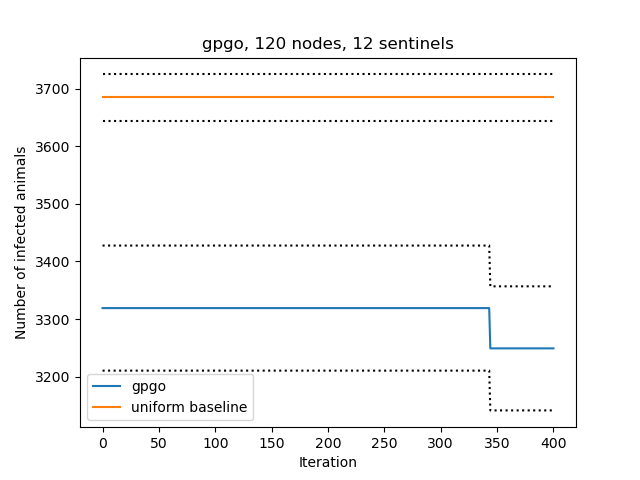 gpgo, 120 nodes, 12 sentinels
Number of infected animals
3700
3600
3500
3400
3300
3200
gpgo
uniform baseline
0 50 100 150 200 250 300 350 400
Iteration